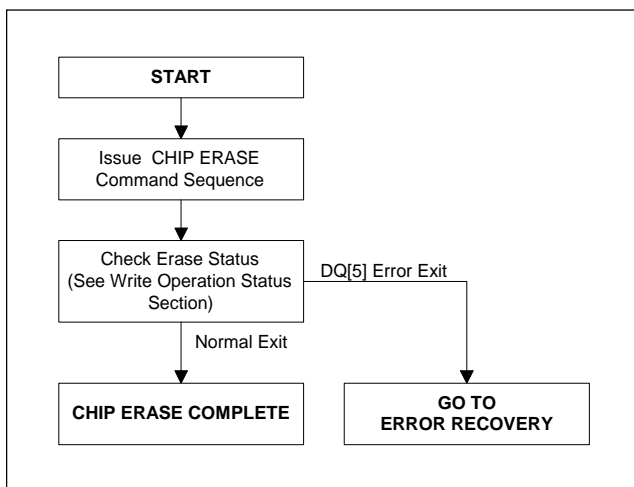 START
Issue CHIP ERASE
Command Sequence
Check Erase Status
(See Write Operation Status
Section)
DQ[5] Error Exit
Normal Exit
CHIP ERASE COMPLETE
GO TO
ERROR RECOVERY